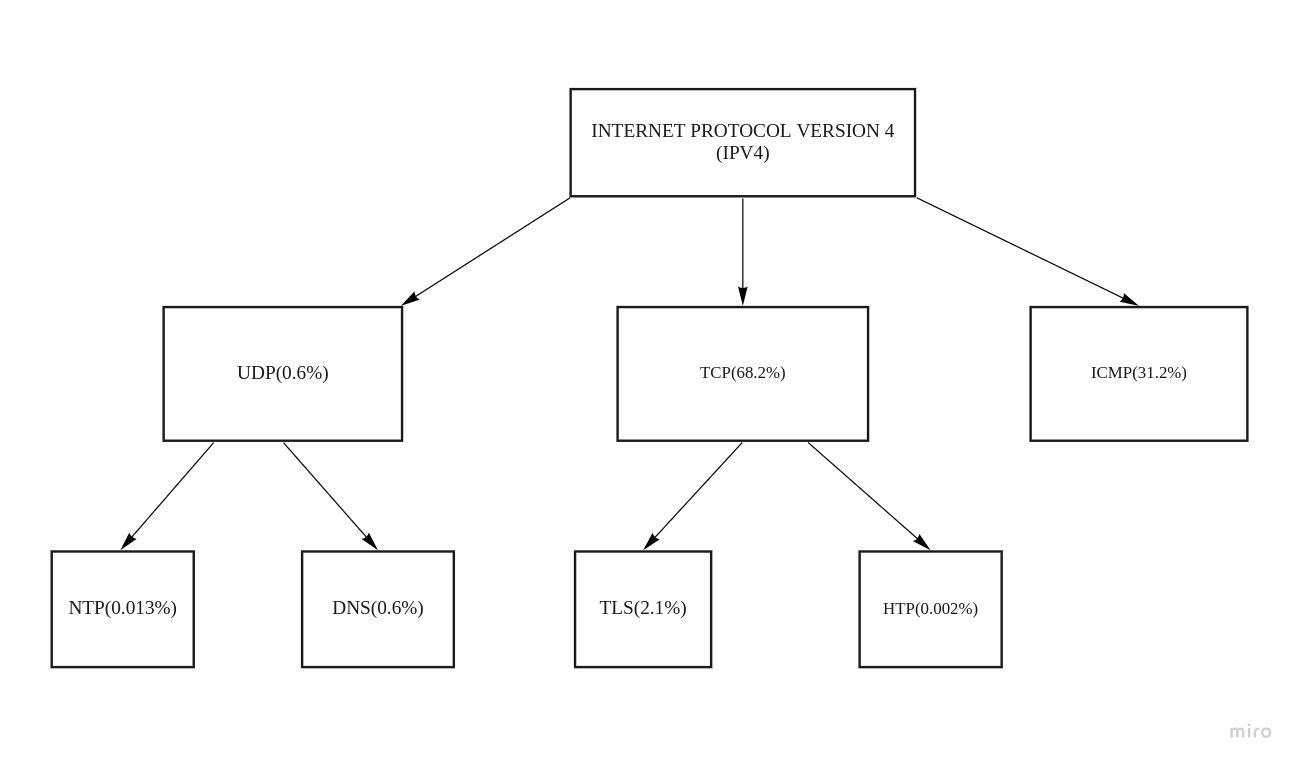 INTERNET PROTOCOL VERSION 4
(IPV4)
UDP(0.6%)
TCP(68.2%)
ICMP(31.2%)
NTP(0.013%)
DNS(0.6%)
TLS(2.1%)
HTP(0.002%)
miro